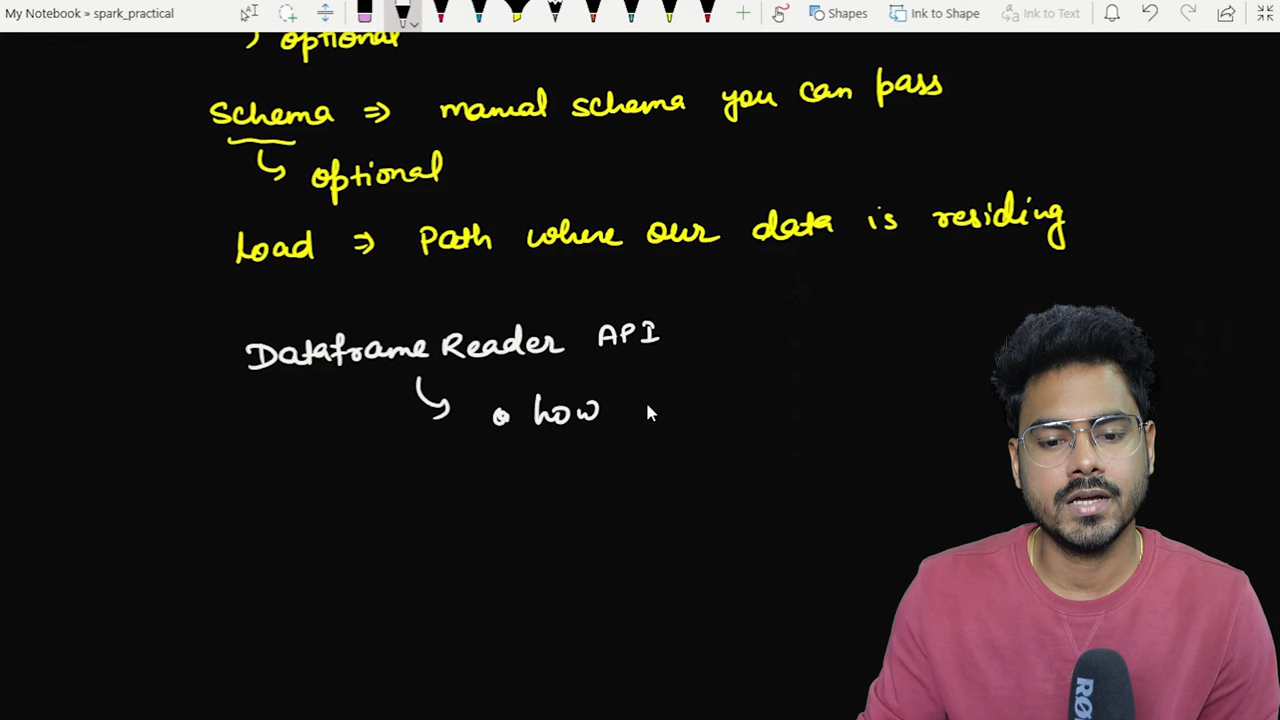 My Notebook » spark_practical
Shapes
Ink to Shape
Ink to Text
optional
Schema ⇒ manual schema you can pass
optional
Load ⇒ Path where our data is residing
Dataframe Reader API
• how
RØ